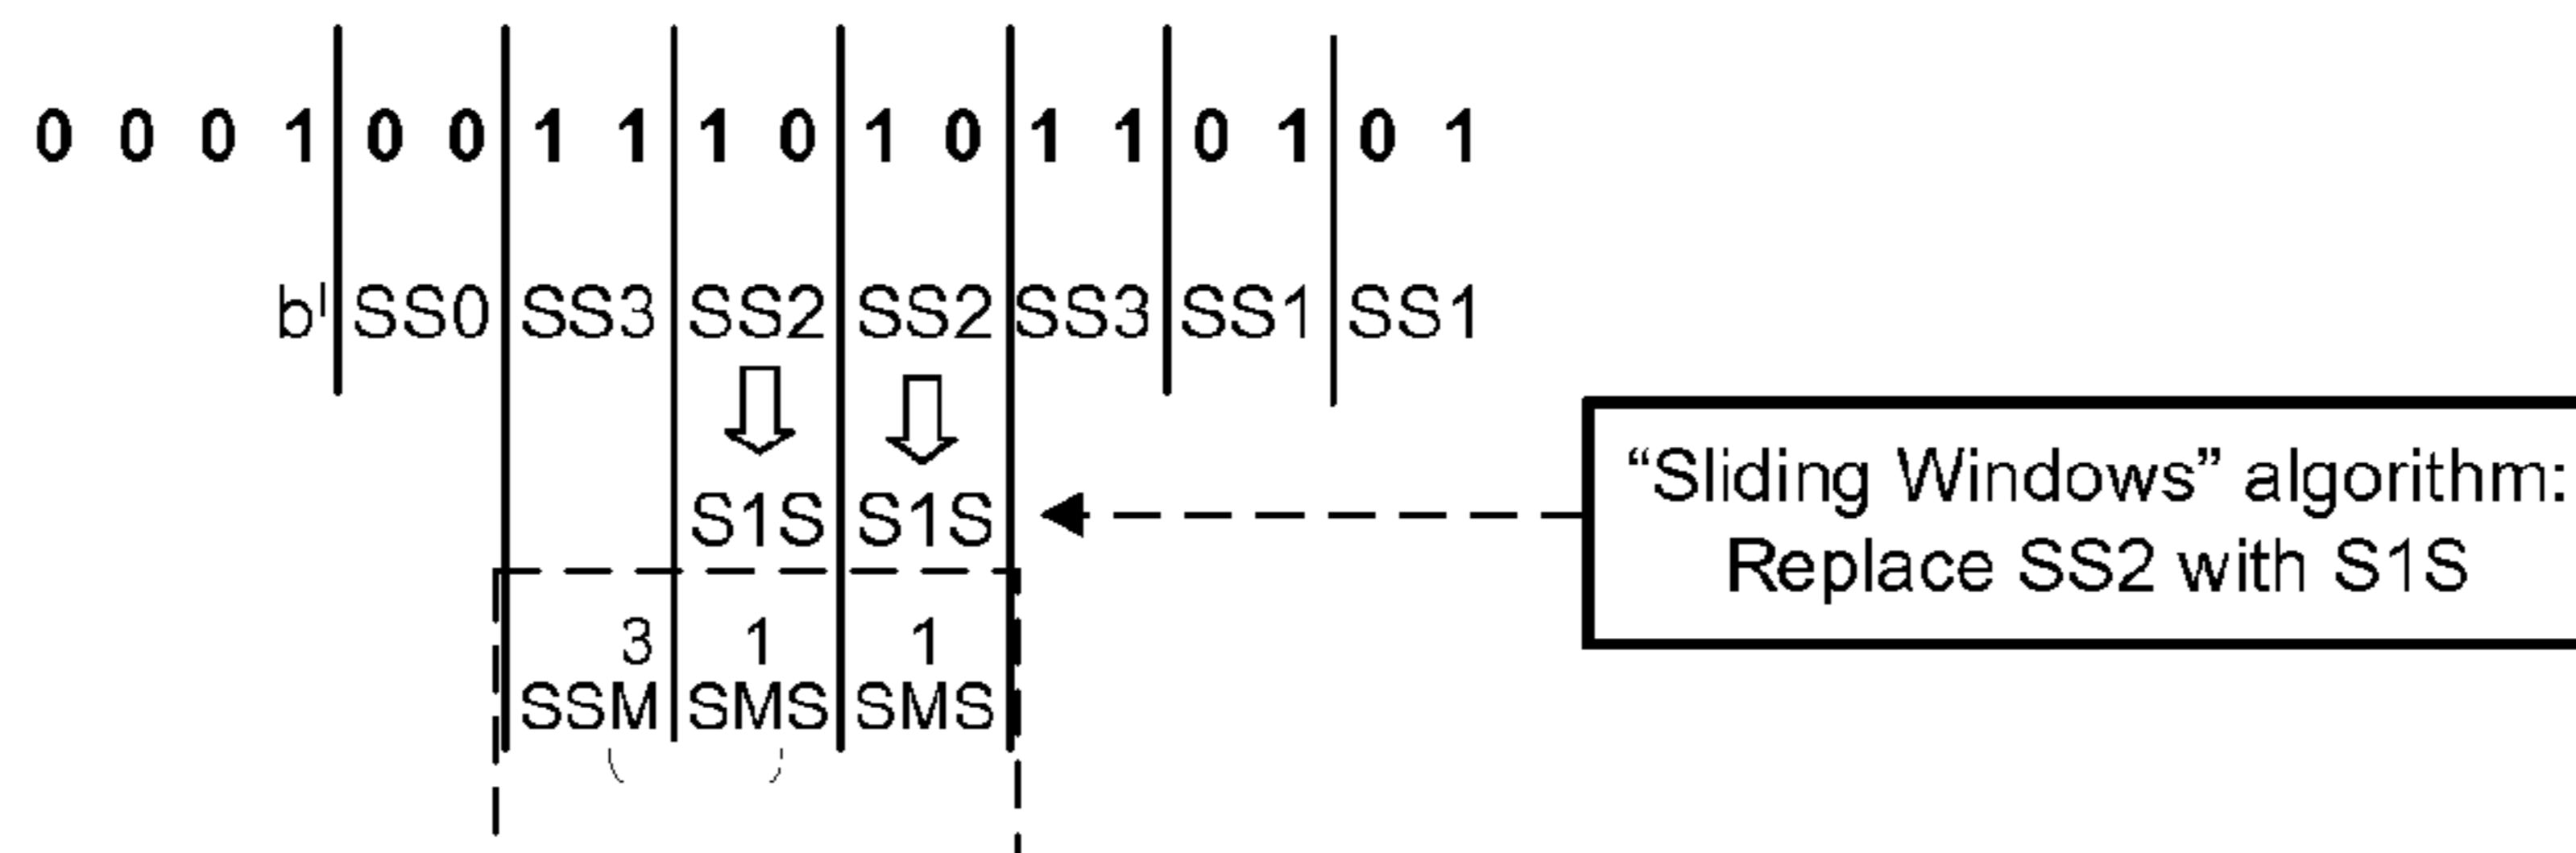 0 0 0 1 0 0 1 1 1 0 1 0 1 1 0 1 0 1
bˡ SS0 SS3 SS2 SS2 SS3 SS1 SS1
S1S S1S
“Sliding Windows” algorithm:
Replace SS2 with S1S
3 1 1
SSM SMS SMS